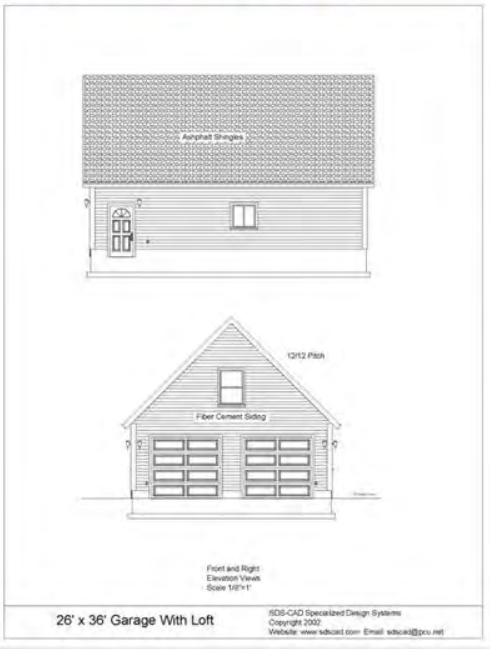 Ashphalt Shingles
12/12 Pitch
Fiber Cement Siding
Front and Right
Elevation Views
Scale 1/8"=1'
26' x 36' Garage With Loft
SDS-CAD Specialized Design Systems
Copyright 2002
Website: www.sdscad.com Email: sdscad@pcu.net